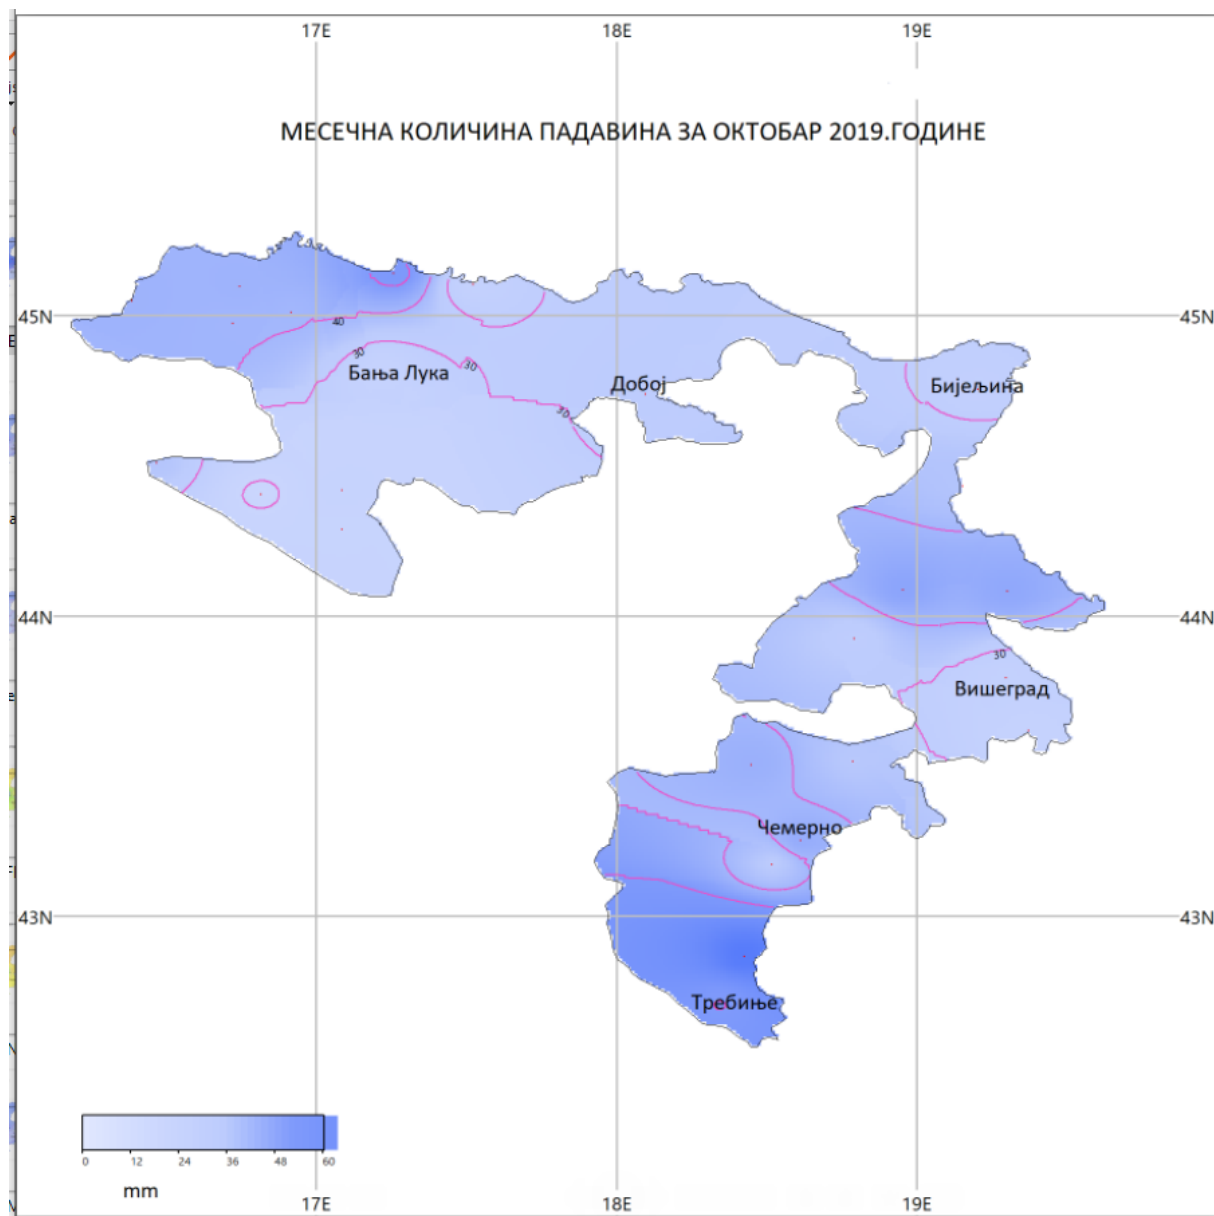 17E 18E 19E
МЕСЕЧНА КОЛИЧИНА ПАДАВИНА ЗА ОКТОБАР 2019.ГОДИНЕ
45N 45N
40
30 30
Бања Лука
Добој
Бијељина
30
44N 44N
30
Вишеград
Чемерно
43N 43N
Требиње
0 12 24 36 48 60
mm
17E 18E 19E